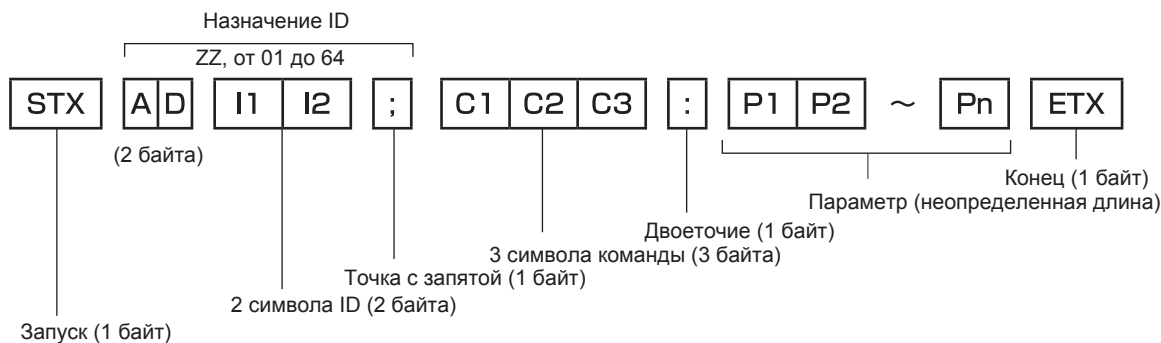 Назначение ID
ZZ, от 01 до 64
STX A D I1 I2 ; C1 C2 C3 : P1 P2 ~ Pn ETX
(2 байта)
Конец (1 байт)
Параметр (неопределенная длина)
Двоеточие (1 байт)
3 символа команды (3 байта)
Точка с запятой (1 байт)
2 символа ID (2 байта)
Запуск (1 байт)